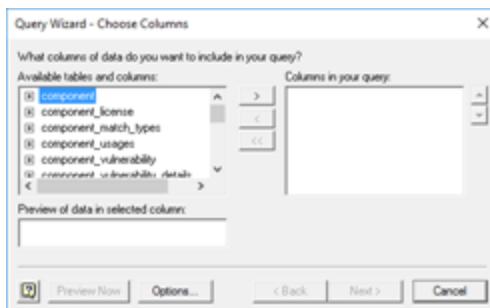 Query Wizard - Choose Columns
What columns of data do you want to include in your query?
Available tables and columns:
Columns in your query:
component
component_license
component_match_types
component_usages
component_vulnerability
component_vulnerability_details
>
<
<<
Preview of data in selected column:
?
Preview Now
Options...
< Back
Next >
Cancel